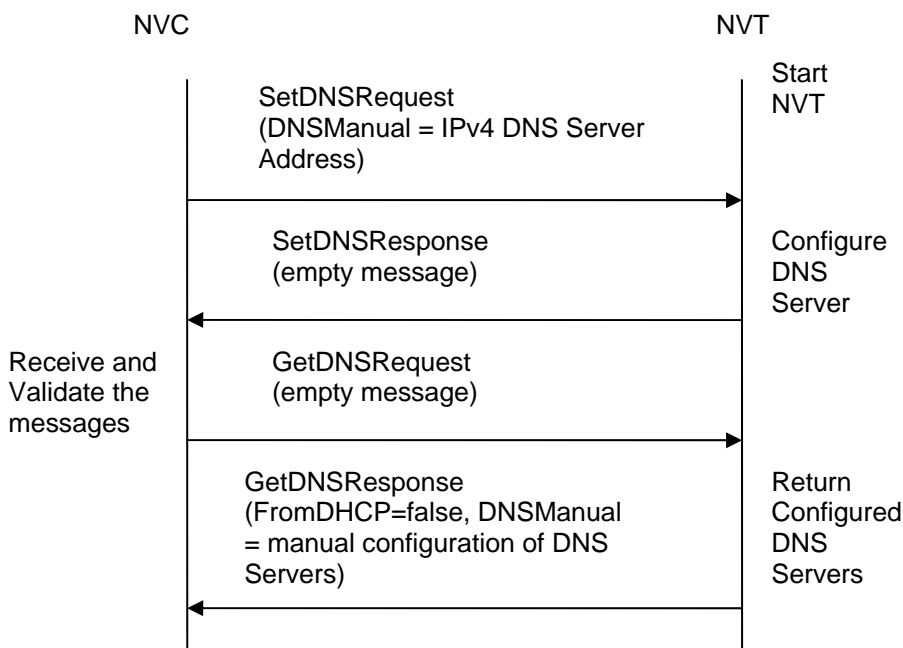 NVC
NVT
Start
NVT
SetDNSRequest
(DNSManual = IPv4 DNS Server
Address)
SetDNSResponse
(empty message)
Configure
DNS
Server
Receive and
Validate the
messages
GetDNSRequest
(empty message)
GetDNSResponse
(FromDHCP=false, DNSManual
= manual configuration of DNS
Servers)
Return
Configured
DNS
Servers